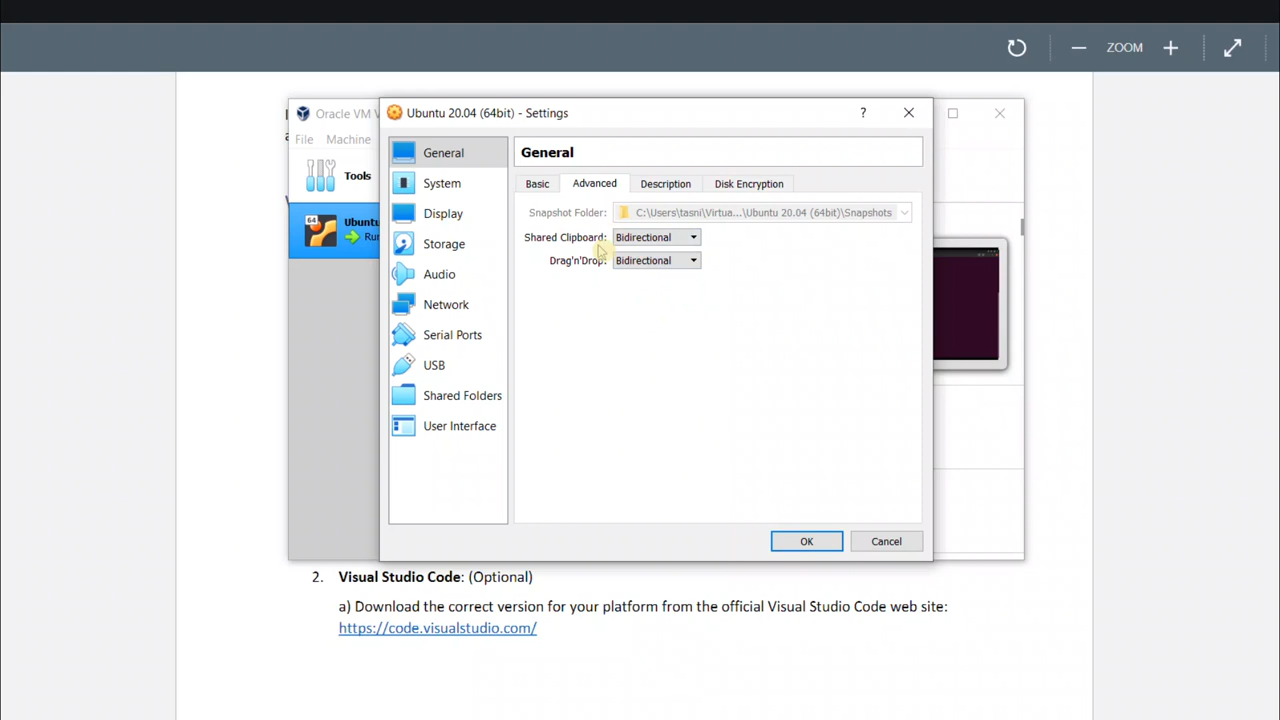 ZOOM
Oracle VM V
Ubuntu 20.04 (64bit) - Settings
?
File Machine
Tools
64
Ubuntu
Run
General
System
Display
Storage
Audio
Network
Serial Ports
USB
Shared Folders
User Interface
General
Basic Advanced Description Disk Encryption
Snapshot Folder: C:\Users\tasni\Virtua...\Ubuntu 20.04 (64bit)\Snapshots
Shared Clipboard: Bidirectional
Drag'n'Drop: Bidirectional
OK Cancel
2. Visual Studio Code: (Optional)
a) Download the correct version for your platform from the official Visual Studio Code web site:
https://code.visualstudio.com/